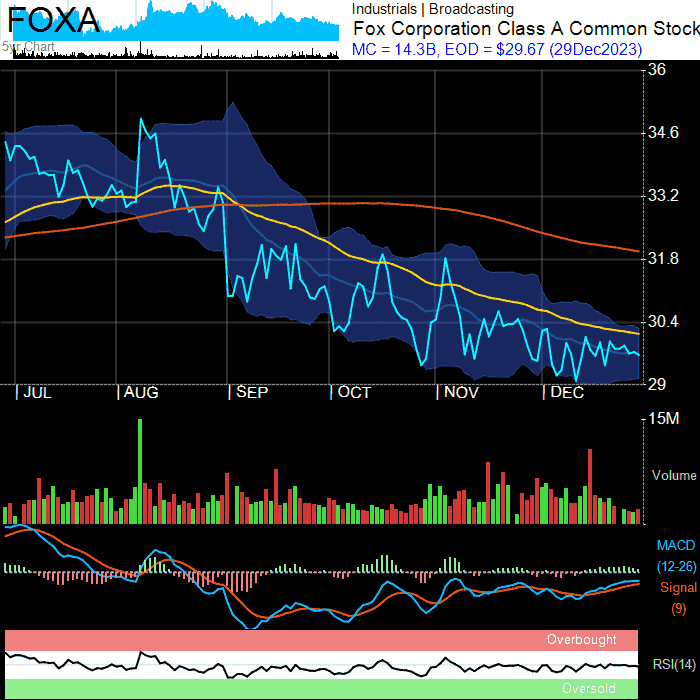 FOXA
5yr Chart
Industrials | Broadcasting
Fox Corporation Class A Common Stock
MC = 14.3B, EOD = $29.67 (29Dec2023)
36
34.6
33.2
31.8
30.4
29
JUL AUG SEP OCT NOV DEC
15M
Volume
MACD
(12-26)
Signal
(9)
Overbought
RSI(14)
Oversold